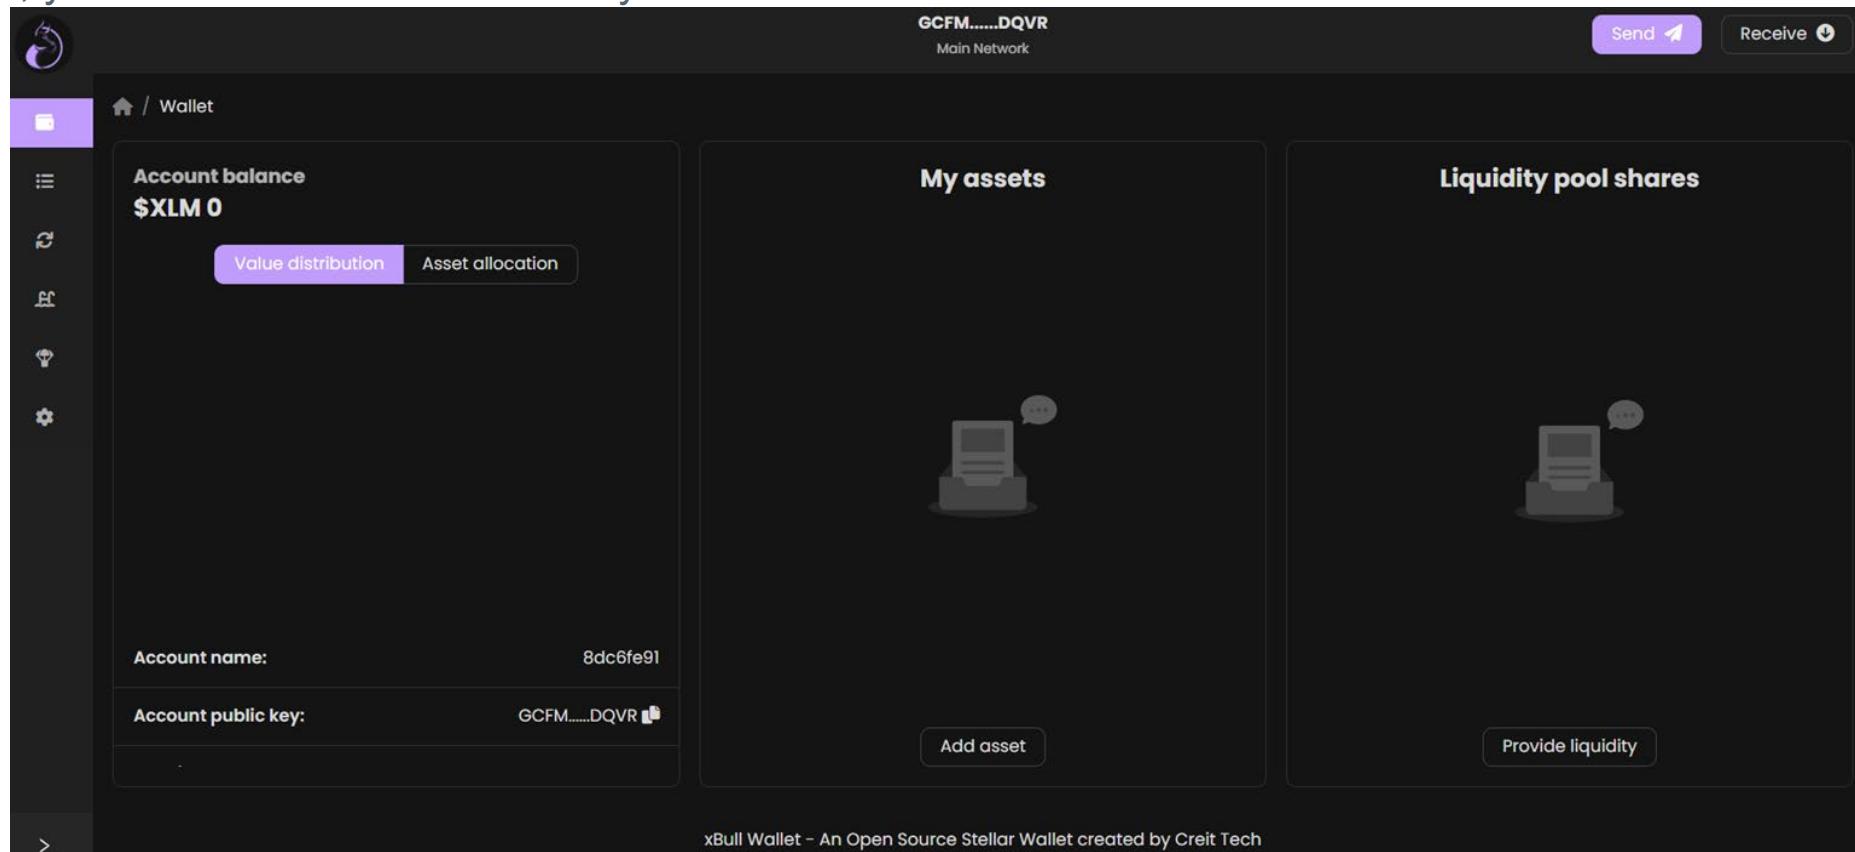 GCFM......DQVR
Main Network
Send
Receive
/ Wallet
Account balance
$XLM 0
Value distribution
Asset allocation
Account name:
8dc6fe91
Account public key:
GCFM......DQVR
My assets
Add asset
Liquidity pool shares
Provide liquidity
xBull Wallet - An Open Source Stellar Wallet created by Creit Tech